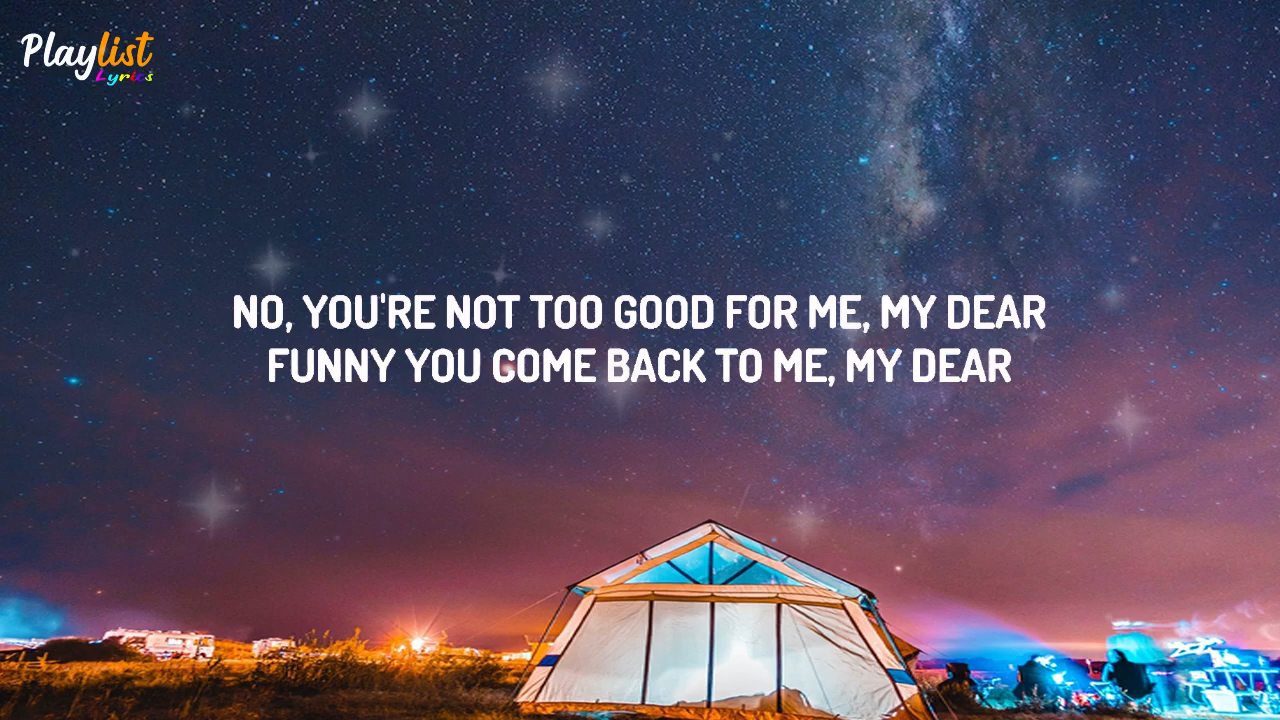 Playlist
Lyrics
NO, YOU'RE NOT TOO GOOD FOR ME, MY DEAR
FUNNY YOU COME BACK TO ME, MY DEAR